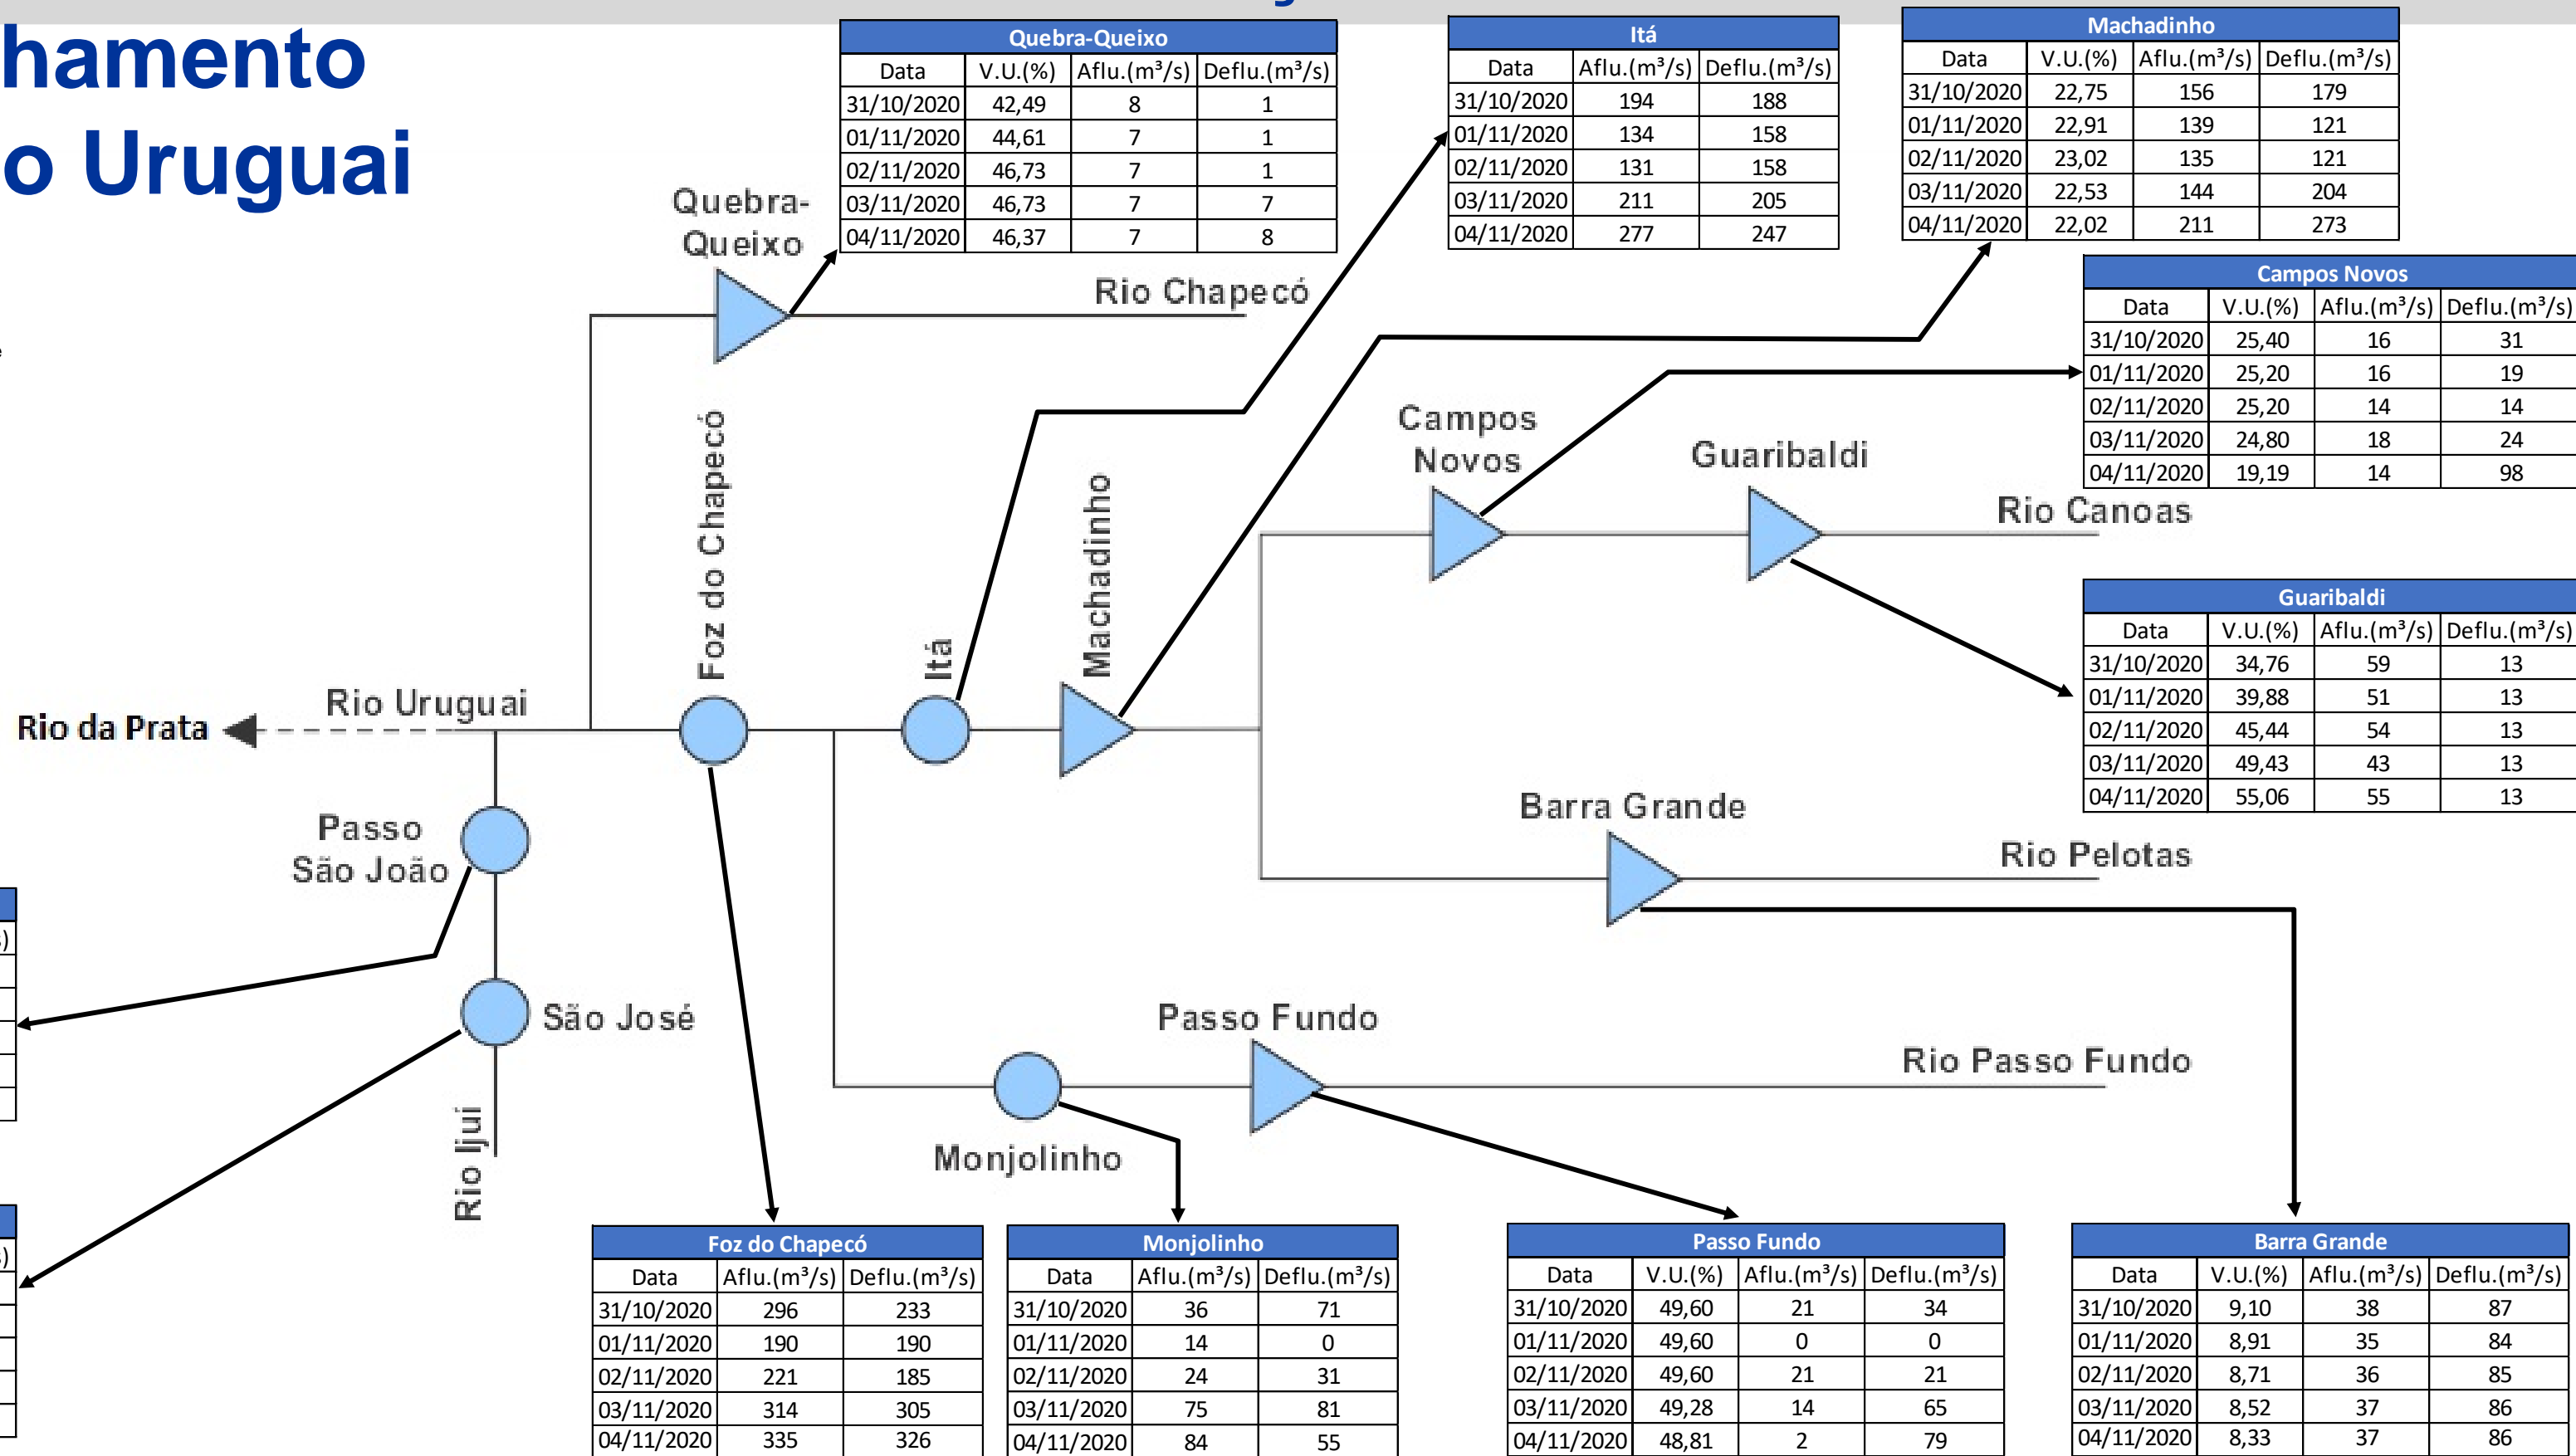 hamento
o Uruguai
Quebra-Queixo
Data V.U.(%) Aflu.(m³/s) Deflu.(m³/s)
31/10/2020 42,49 8 1
01/11/2020 44,61 7 1
02/11/2020 46,73 7 1
03/11/2020 46,73 7 7
04/11/2020 46,37 7 8
Itá
Data Aflu.(m³/s) Deflu.(m³/s)
31/10/2020 194 188
01/11/2020 134 158
02/11/2020 131 158
03/11/2020 211 205
04/11/2020 277 247
Machadinho
Data V.U.(%) Aflu.(m³/s) Deflu.(m³/s)
31/10/2020 22,75 156 179
01/11/2020 22,91 139 121
02/11/2020 23,02 135 121
03/11/2020 22,53 144 204
04/11/2020 22,02 211 273
Campos Novos
Data V.U.(%) Aflu.(m³/s) Deflu.(m³/s)
31/10/2020 25,40 16 31
01/11/2020 25,20 16 19
02/11/2020 25,20 14 14
03/11/2020 24,80 18 24
04/11/2020 19,19 14 98
Guaribaldi
Data V.U.(%) Aflu.(m³/s) Deflu.(m³/s)
31/10/2020 34,76 59 13
01/11/2020 39,88 51 13
02/11/2020 45,44 54 13
03/11/2020 49,43 43 13
04/11/2020 55,06 55 13
Quebra-
Queixo
Rio Chapecó
Foz do Chapecó
Itá
Machadinho
Campos
Novos
Guaribaldi
Rio Canoas
Rio da Prata
Rio Uruguai
Barra Grande
Rio Pelotas
Passo
São João
São José
Rio Ijui
Passo Fundo
Rio Passo Fundo
Monjolinho
Foz do Chapecó
Data Aflu.(m³/s) Deflu.(m³/s)
31/10/2020 296 233
01/11/2020 190 190
02/11/2020 221 185
03/11/2020 314 305
04/11/2020 335 326
Monjolinho
Data Aflu.(m³/s) Deflu.(m³/s)
31/10/2020 36 71
01/11/2020 14 0
02/11/2020 24 31
03/11/2020 75 81
04/11/2020 84 55
Passo Fundo
Data V.U.(%) Aflu.(m³/s) Deflu.(m³/s)
31/10/2020 49,60 21 34
01/11/2020 49,60 0 0
02/11/2020 49,60 21 21
03/11/2020 49,28 14 65
04/11/2020 48,81 2 79
Barra Grande
Data V.U.(%) Aflu.(m³/s) Deflu.(m³/s)
31/10/2020 9,10 38 87
01/11/2020 8,91 35 84
02/11/2020 8,71 36 85
03/11/2020 8,52 37 86
04/11/2020 8,33 37 86